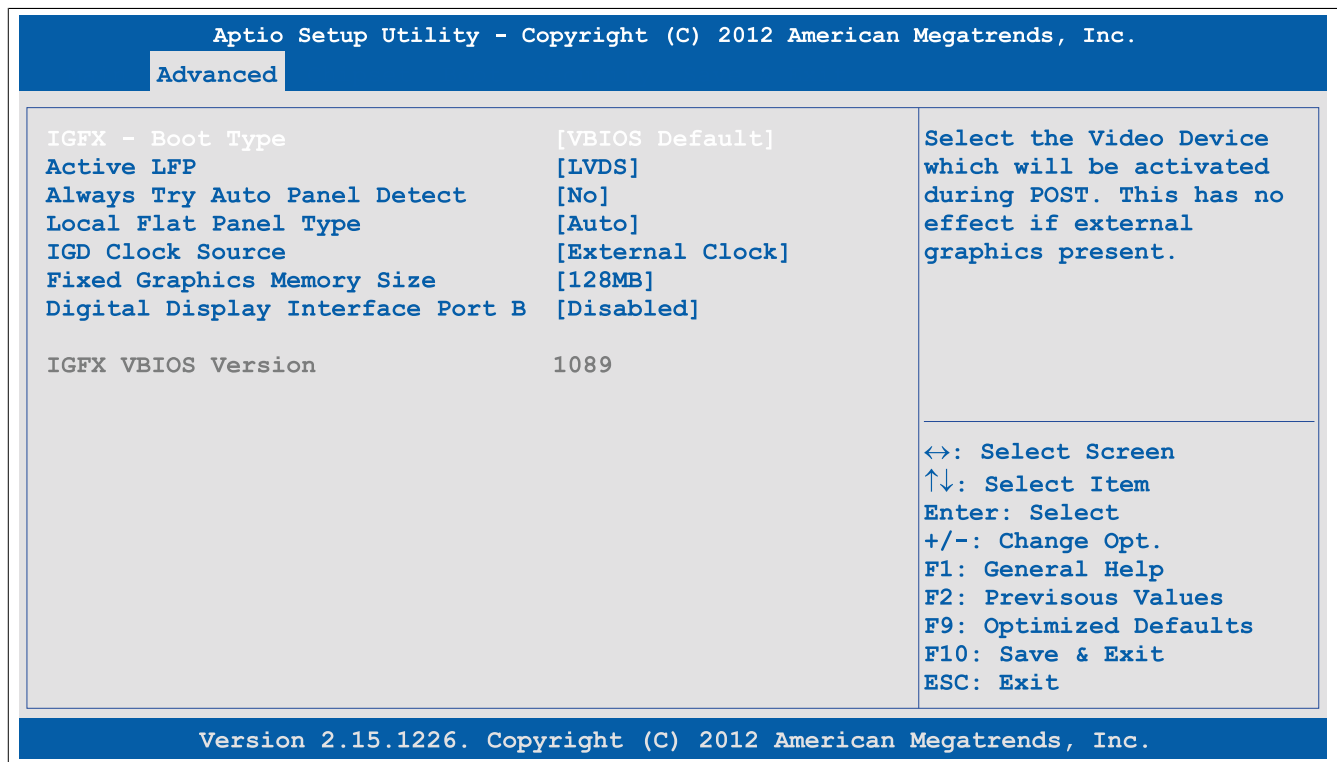 Aptio Setup Utility - Copyright (C) 2012 American Megatrends, Inc.
Advanced
IGFX - Boot Type [VBIOS Default]
Active LFP [LVDS]
Always Try Auto Panel Detect [No]
Local Flat Panel Type [Auto]
IGD Clock Source [External Clock]
Fixed Graphics Memory Size [128MB]
Digital Display Interface Port B [Disabled]
IGFX VBIOS Version 1089
Select the Video Device
which will be activated
during POST. This has no
effect if external
graphics present.
↔: Select Screen
↑↓: Select Item
Enter: Select
+/-: Change Opt.
F1: General Help
F2: Previsous Values
F9: Optimized Defaults
F10: Save & Exit
ESC: Exit
Version 2.15.1226. Copyright (C) 2012 American Megatrends, Inc.